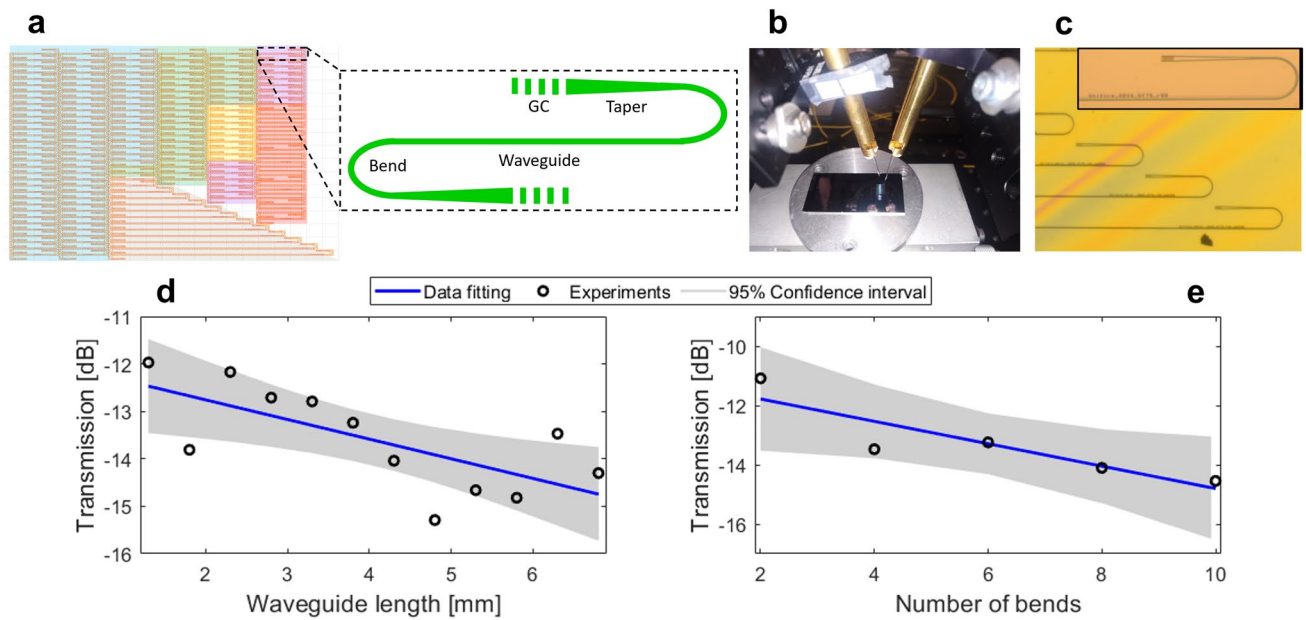 a
b
c
GC
Taper
Bend
Waveguide
d
Data fitting
Experiments
95% Confidence interval
e
-11
-12
-13
-14
-15
-16
Transmission [dB]
2
3
4
5
6
Waveguide length [mm]
-10
-12
-14
-16
Transmission [dB]
2
4
6
8
10
Number of bends